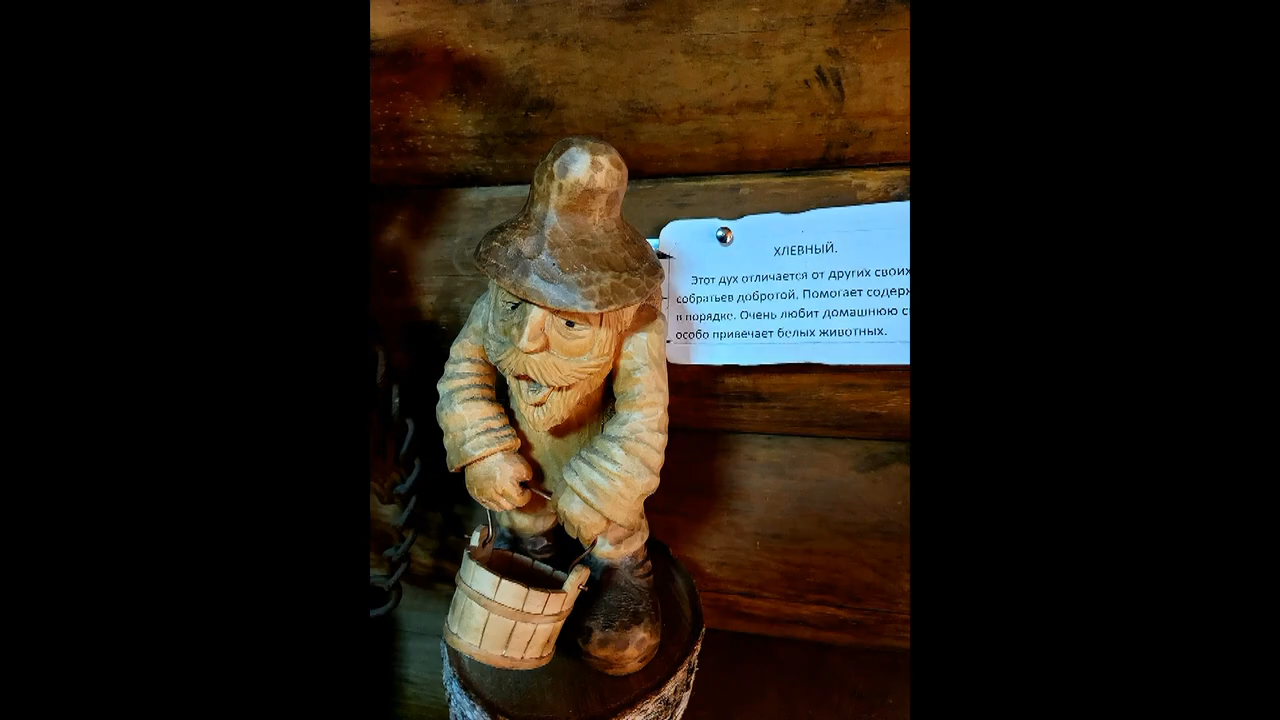 ХЛЕВНЫЙ.
Этот дух отличается от других своих
собратьев добротой. Помогает содерж
в порядке. Очень любит домашнюю с
особо привечает белых животных.